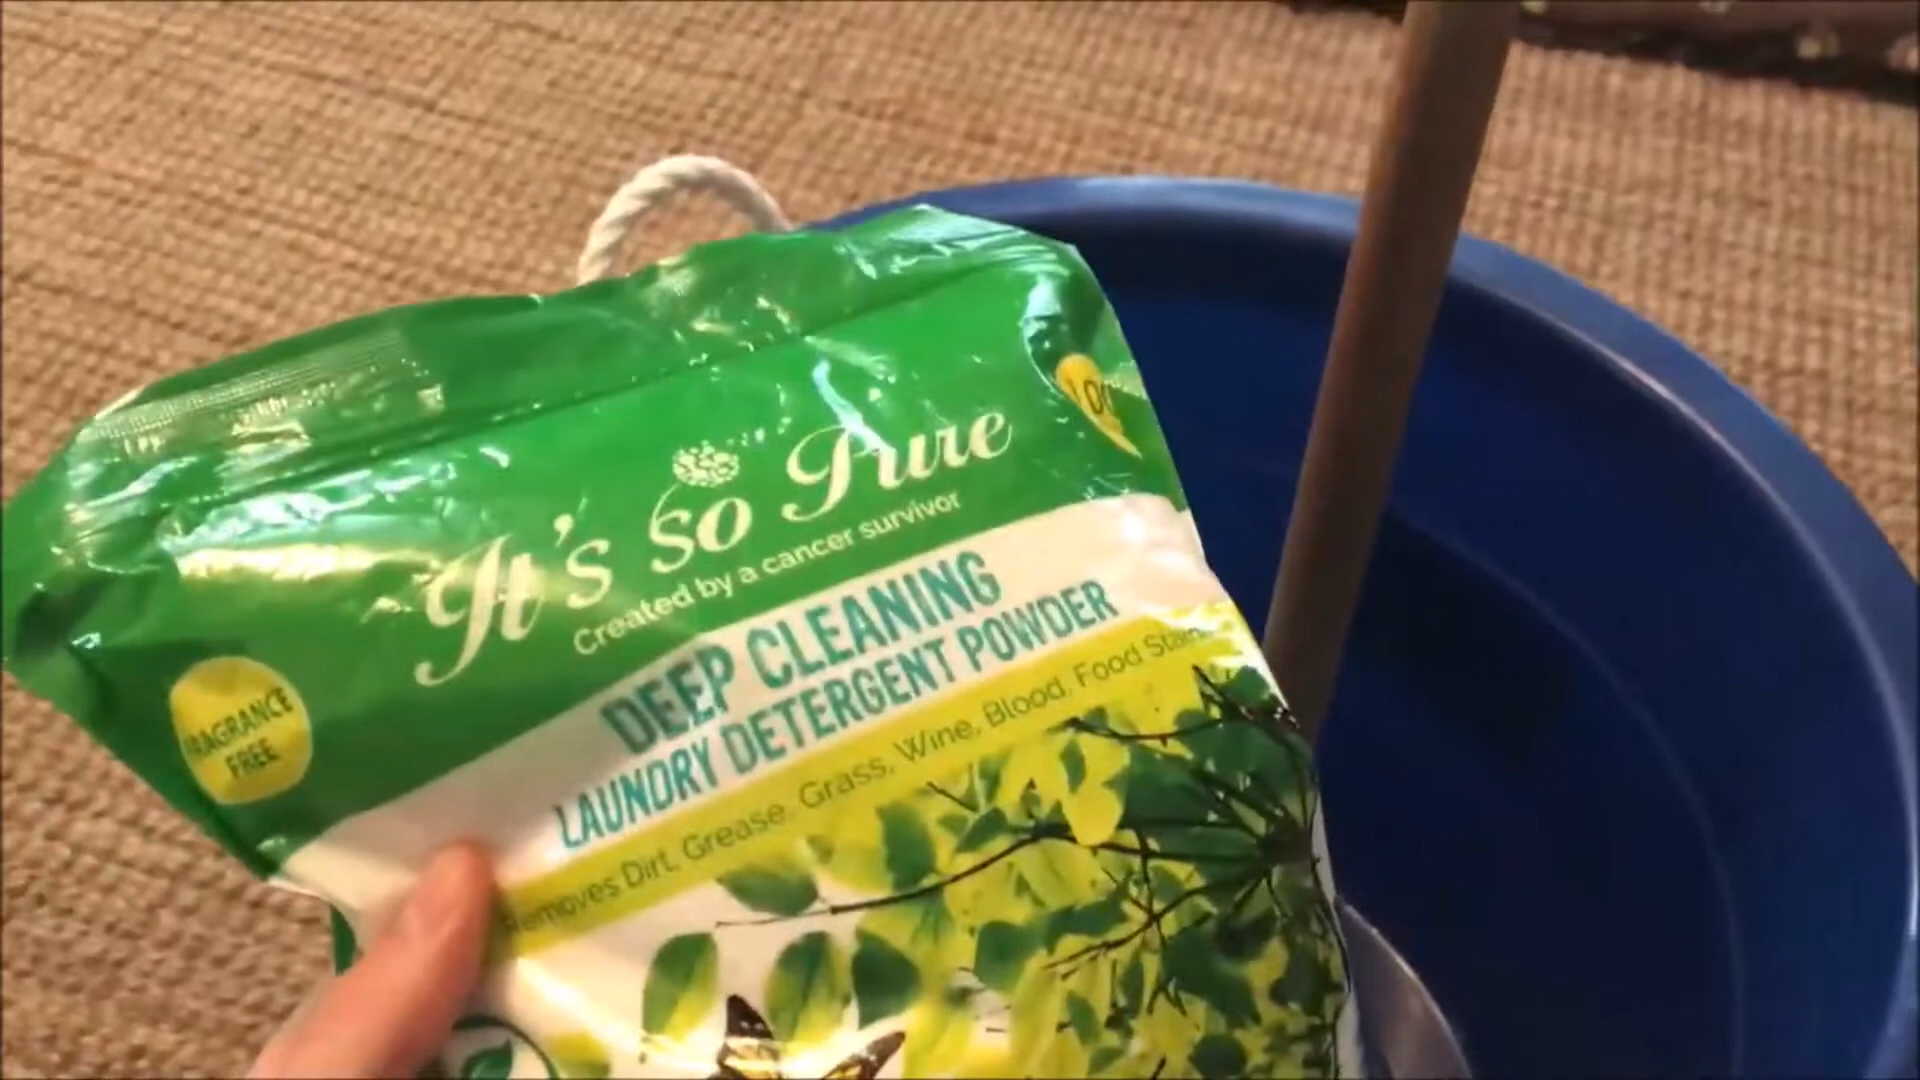 It's so Pure
Created by a cancer survivor
DEEP CLEANING
LAUNDRY DETERGENT POWDER
Removes Dirt, Grease, Grass, Wine, Blood, Food Stains
FRAGRANCE
FREE